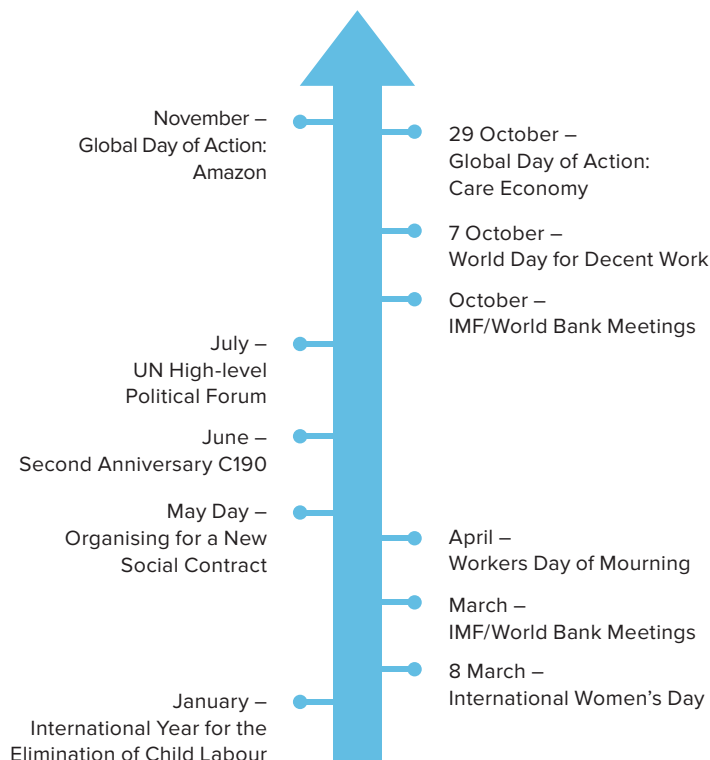 November –
Global Day of Action:
Amazon
29 October –
Global Day of Action:
Care Economy
7 October –
World Day for Decent Work
October –
IMF/World Bank Meetings
July –
UN High-level
Political Forum
June –
Second Anniversary C190
May Day –
Organising for a New
Social Contract
April –
Workers Day of Mourning
March –
IMF/World Bank Meetings
8 March –
International Women’s Day
January –
International Year for the
Elimination of Child Labour